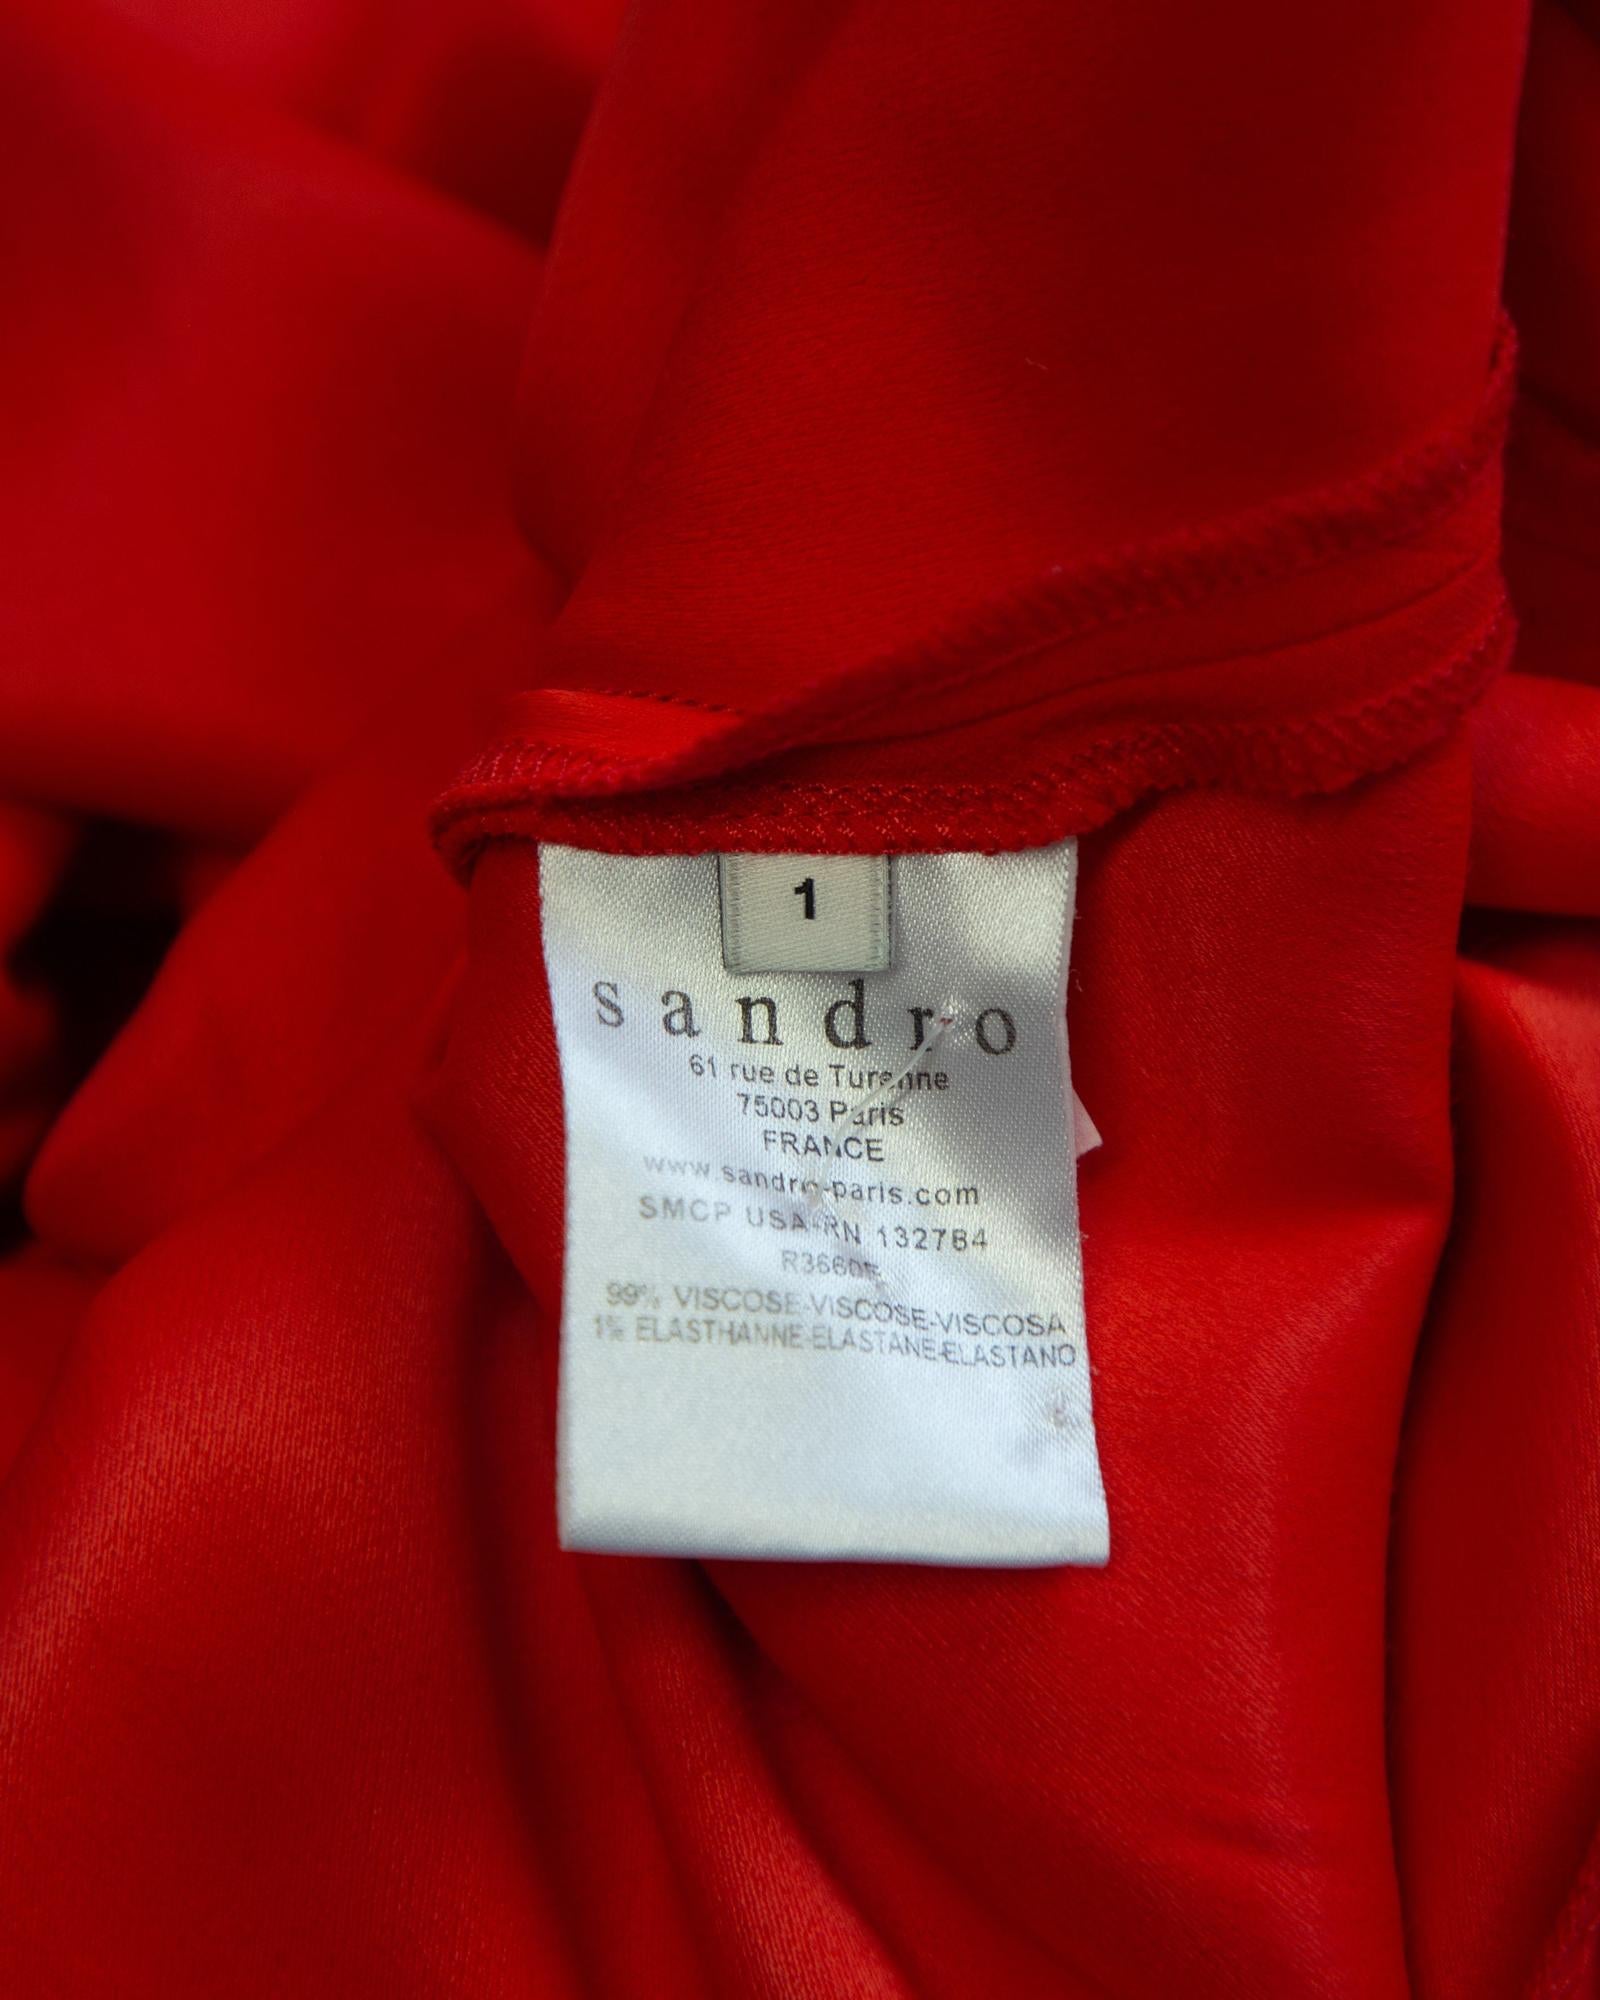 1
sandro
61 rue de Turenne
75003 Paris
FRANCE
www.sandro-paris.com
SMCP USA-RN 132784
99% VISCOSE-VISCOSE-VISCOSA
1% ELASTHANNE-ELASTANE-ELASTANO